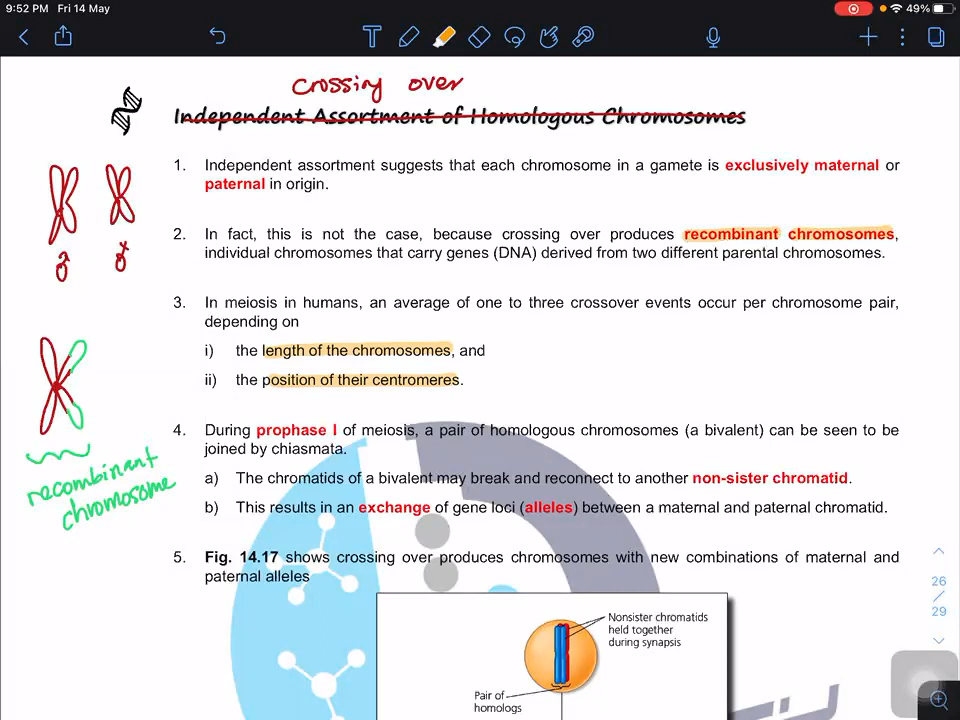 9:52 PM Fri 14 May
49%
crossing over
Independent Assortment of Homologous Chromosomes
1. Independent assortment suggests that each chromosome in a gamete is exclusively maternal or
paternal in origin.
2. In fact, this is not the case, because crossing over produces recombinant chromosomes,
individual chromosomes that carry genes (DNA) derived from two different parental chromosomes.
3. In meiosis in humans, an average of one to three crossover events occur per chromosome pair,
depending on
i) the length of the chromosomes, and
ii) the position of their centromeres.
4. During prophase I of meiosis, a pair of homologous chromosomes (a bivalent) can be seen to be
joined by chiasmata.
a) The chromatids of a bivalent may break and reconnect to another non-sister chromatid.
b) This results in an exchange of gene loci (alleles) between a maternal and paternal chromatid.
recombinant
chromosome
5. Fig. 14.17 shows crossing over produces chromosomes with new combinations of maternal and
paternal alleles
26
/
29
Nonsister chromatids
held together
during synapsis
Pair of
homologs